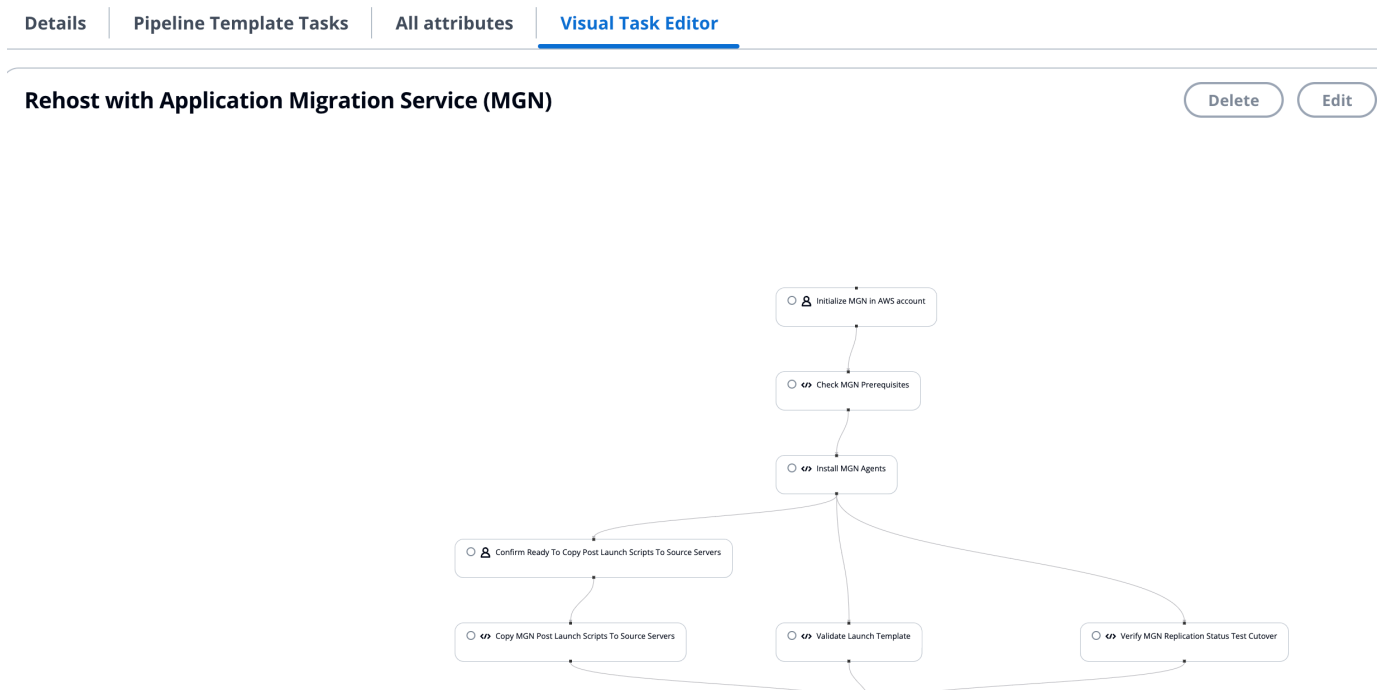 Details
Pipeline Template Tasks
All attributes
Visual Task Editor
Rehost with Application Migration Service (MGN)
Delete
Edit
Initialize MGN in AWS account
Check MGN Prerequisites
Install MGN Agents
Confirm Ready To Copy Post Launch Scripts To Source Servers
Copy MGN Post Launch Scripts To Source Servers
Validate Launch Template
Verify MGN Replication Status Test Cutover